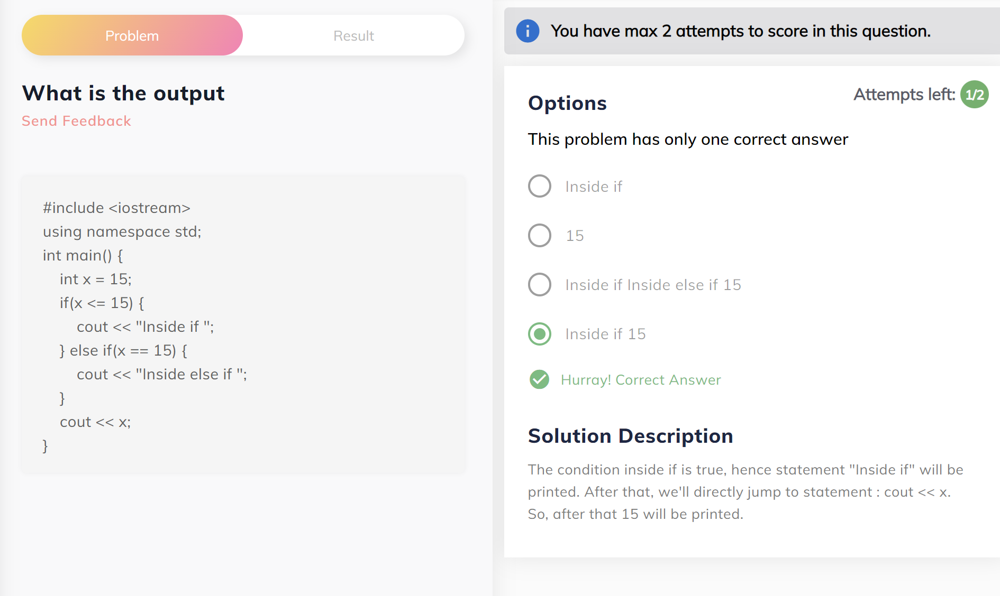 Problem
Result
What is the output
Send Feedback
#include <iostream>
using namespace std;
int main() {
    int x = 15;
    if(x <= 15) {
        cout << "Inside if ";
    } else if(x == 15) {
        cout << "Inside else if ";
    }
    cout << x;
}
You have max 2 attempts to score in this question.
Attempts left: 1/2
Options
This problem has only one correct answer
Inside if
15
Inside if Inside else if 15
Inside if 15
Hurray! Correct Answer
Solution Description
The condition inside if is true, hence statement "Inside if" will be
printed. After that, we'll directly jump to statement : cout << x.
So, after that 15 will be printed.